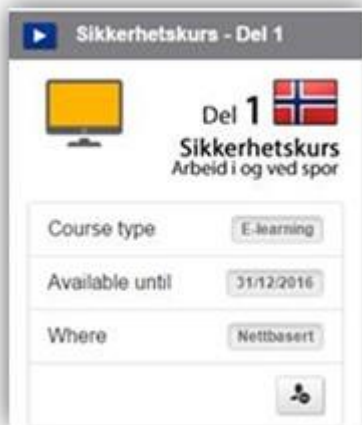 Sikkerhetskurs - Del 1
Del 1
Sikkerhetskurs
Arbeid i og ved spor
Course type E-learning
Available until 31/12/2016
Where Nettbasert